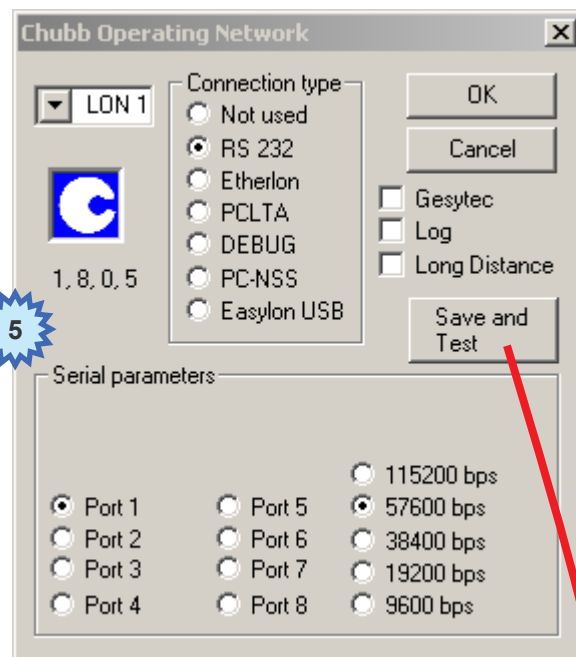 Chubb Operating Network
LON 1
1, 8, 0, 5
5
Connection type
Not used
RS 232
Etherlon
PCLTA
DEBUG
PC-NSS
Easylon USB
OK
Cancel
Gesytec
Log
Long Distance
Save and
Test
Serial parameters
Port 1
Port 2
Port 3
Port 4
Port 5
Port 6
Port 7
Port 8
115200 bps
57600 bps
38400 bps
19200 bps
9600 bps